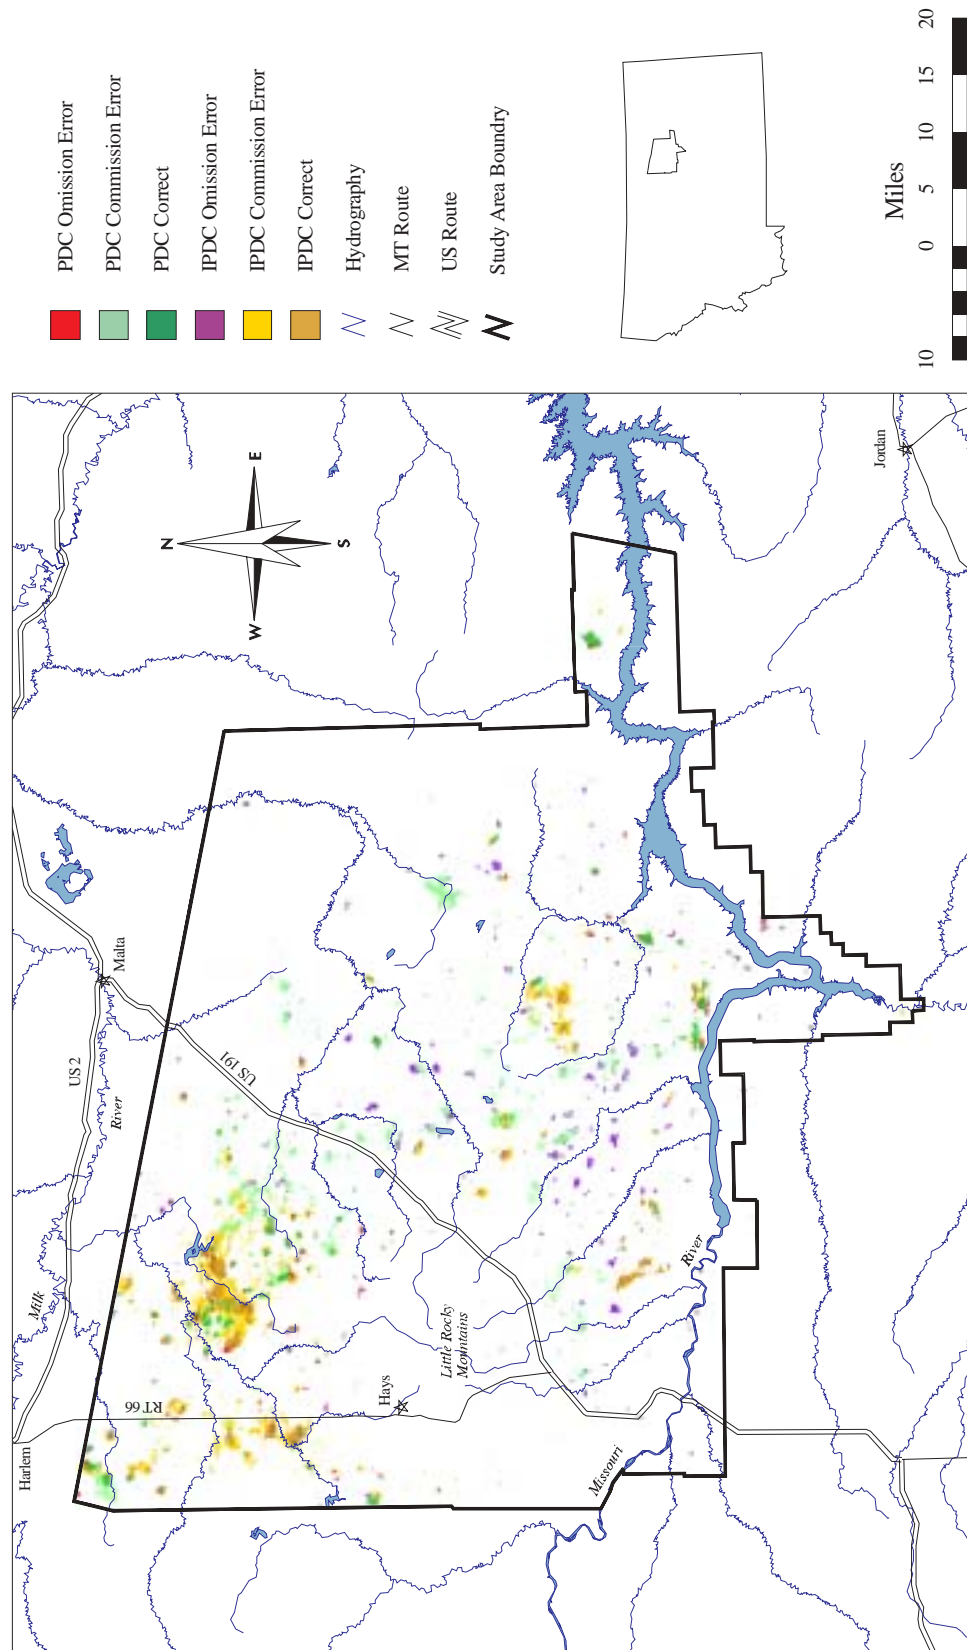 PDC Omission Error
PDC Commission Error
PDC Correct
IPDC Omission Error
IPDC Commission Error
IPDC Correct
Hydrography
MT Route
US Route
Study Area Boundry
Miles
10 0 5 10 15 20
N
W E
S
Harlem
Milk
River
US 2
Malta
US 191
RT 66
Hays
Little Rocky
Mountains
Missouri
River
Jordan